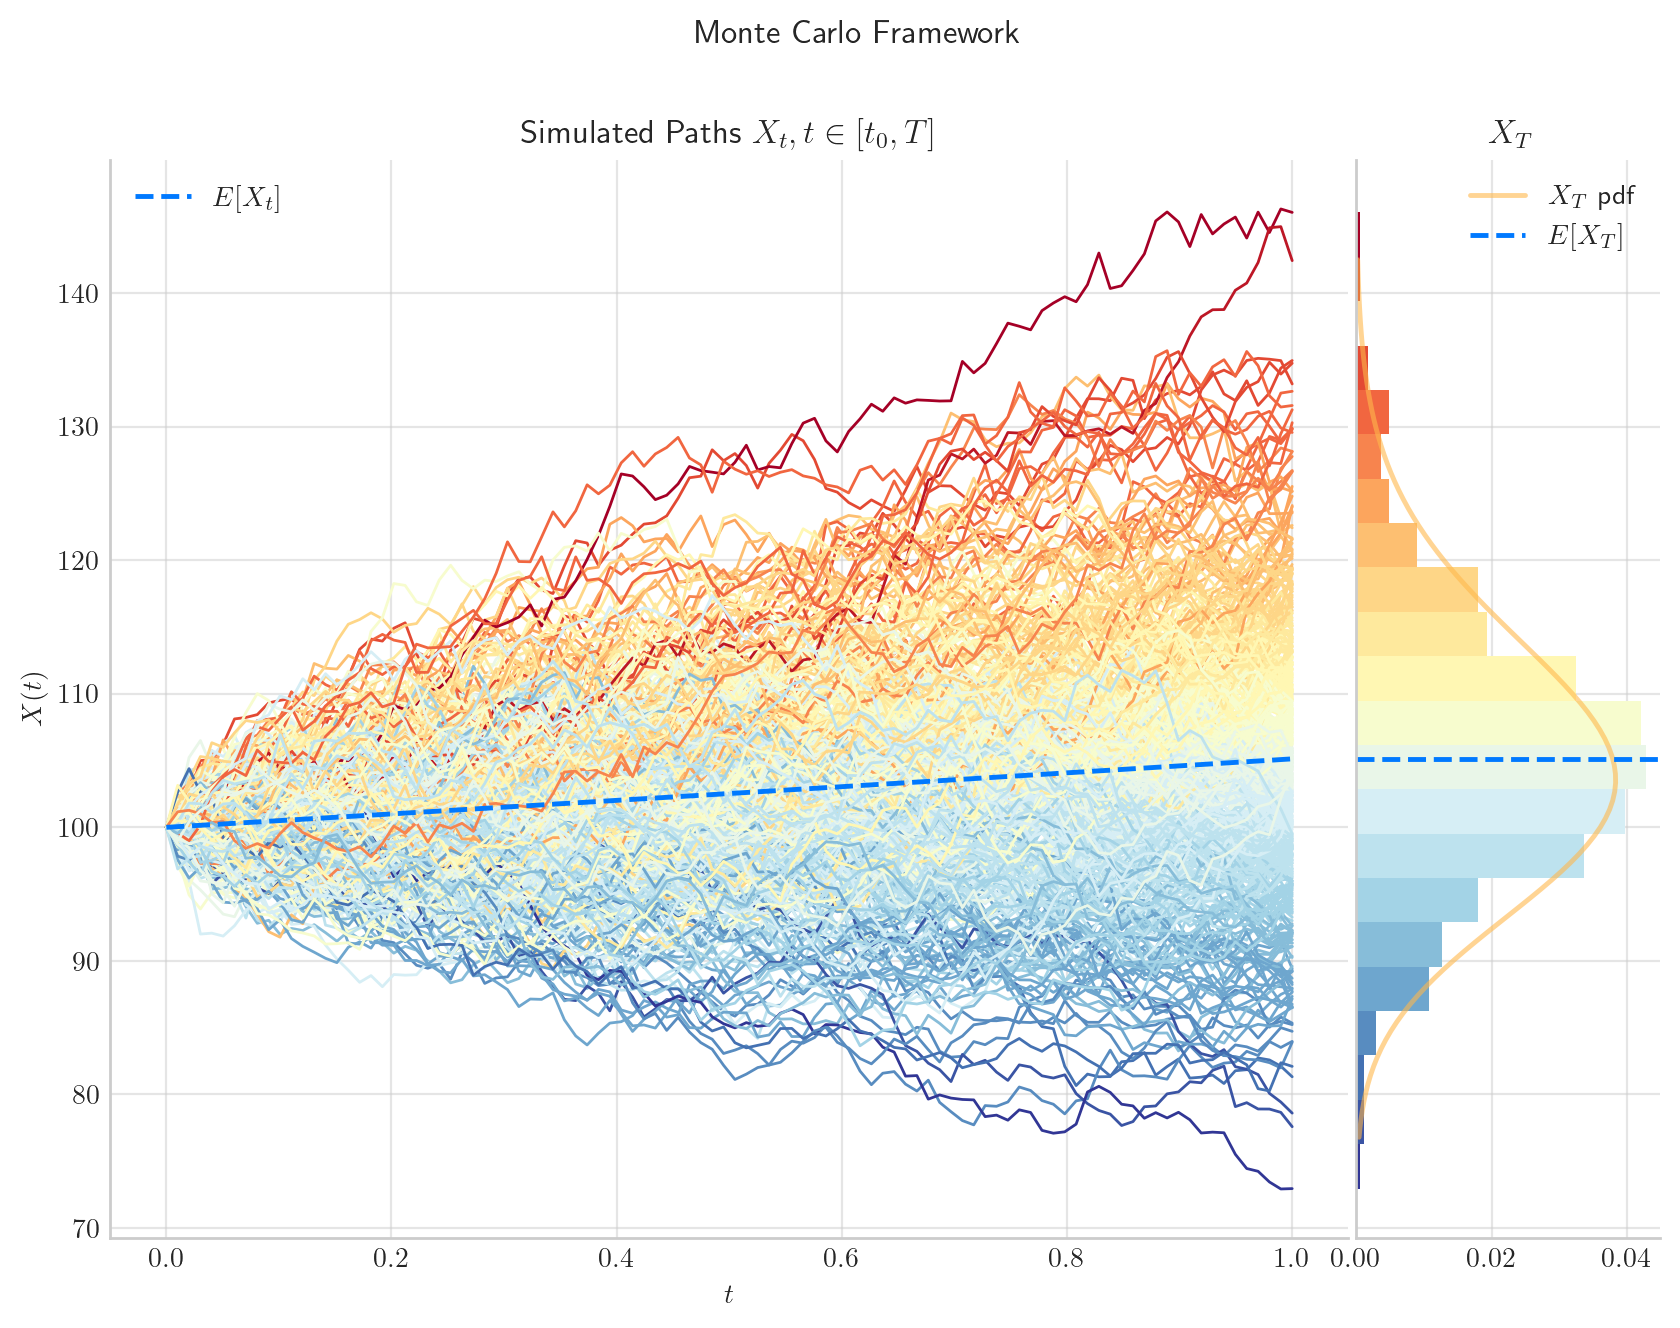 Monte Carlo Framework
Simulated Paths $X_t, t \in [t_0, T]$
$X_T$
$E[X_t]$
$X_T$ pdf
$E[X_T]$
140
130
120
110
100
90
80
70
$X(t)$
0.0 0.2 0.4 0.6 0.8 1.0 0.00 0.02 0.04
$t$